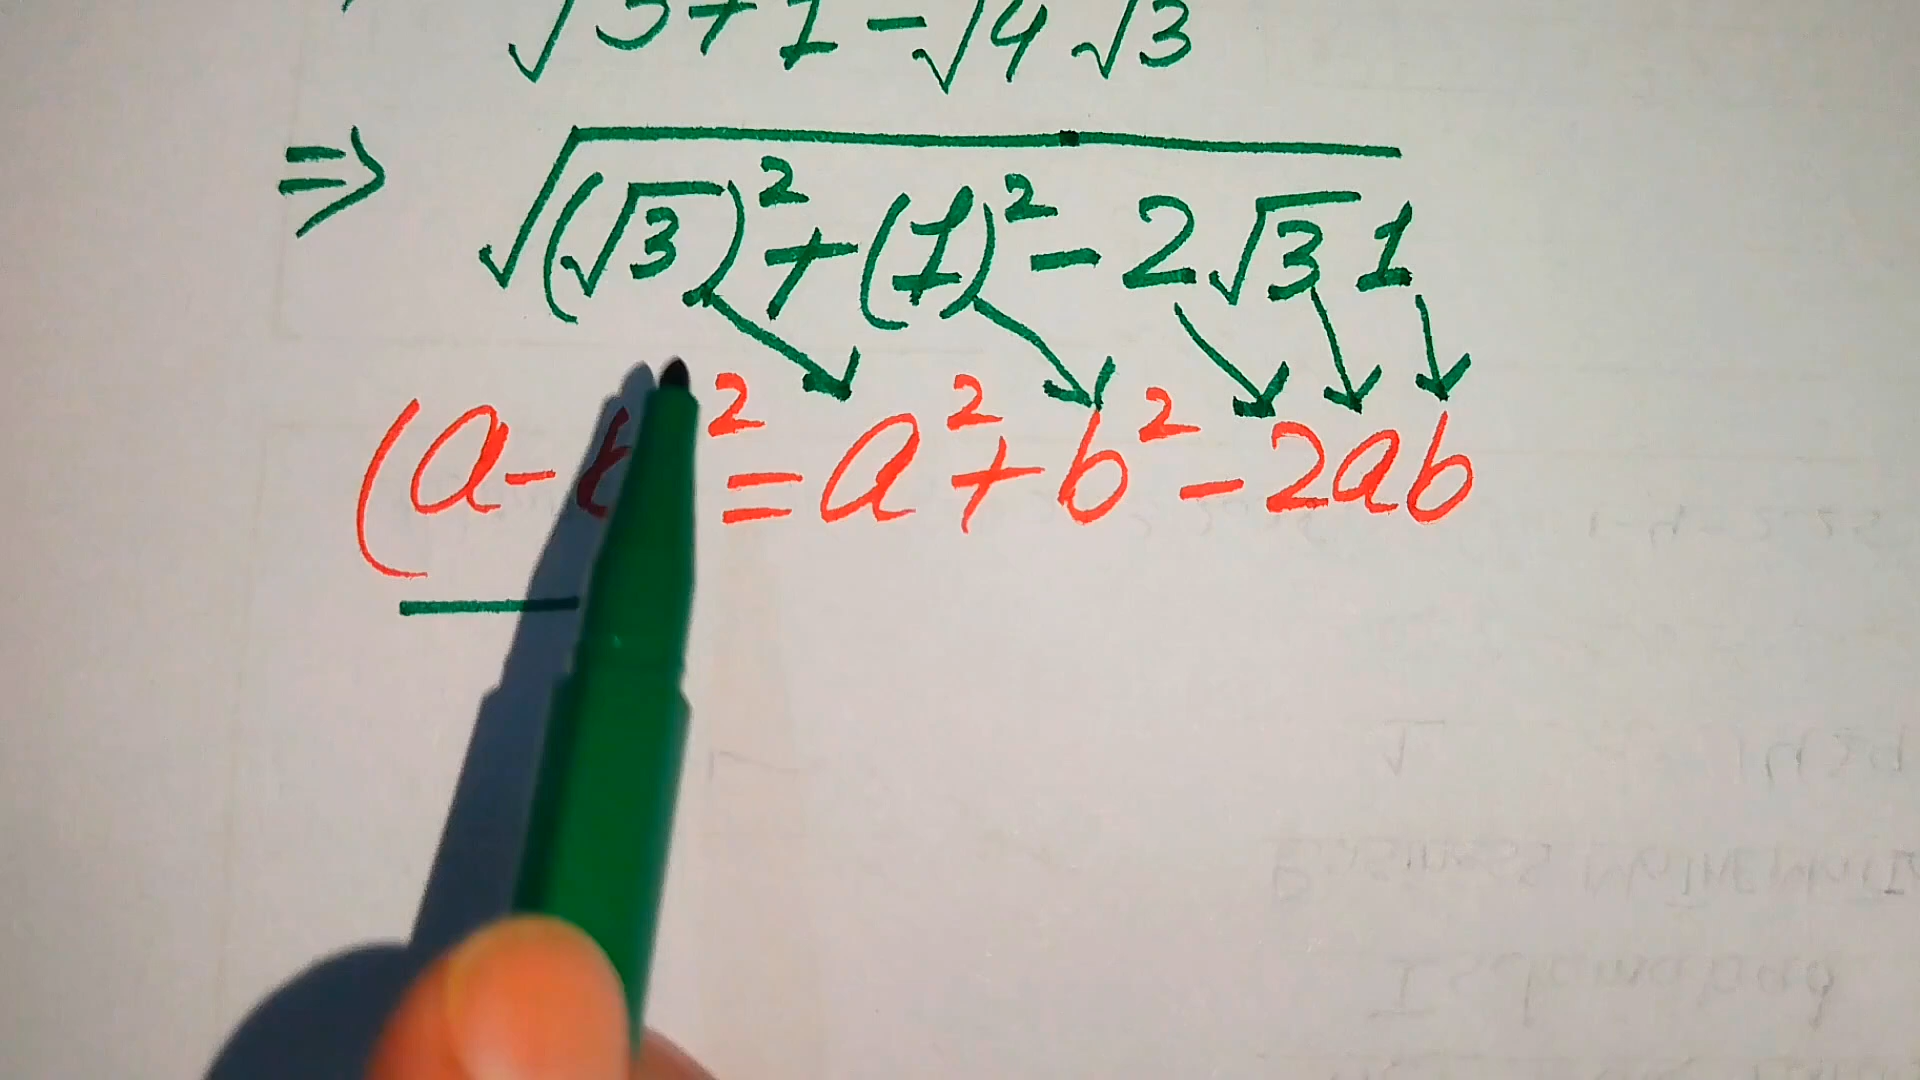 √3+1-√4√3
⇒ √(√3)²+(1)²-2√3 1
(a-b)²=a²+b²-2ab